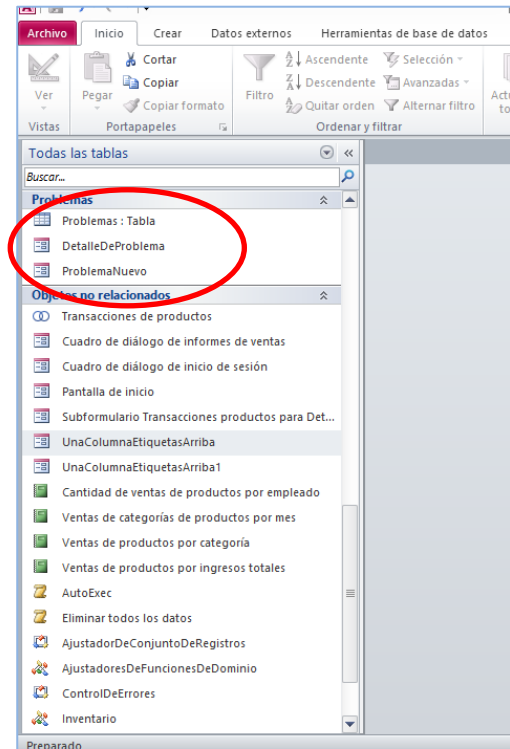 Archivo Inicio Crear Datos externos Herramientas de base de datos
Ver
Pegar
Cortar
Copiar
Copiar formato
Filtro
Ascendente
Descendente
Quitar orden
Selección
Avanzadas
Alternar filtro
Vistas Portapapeles Ordenar y filtrar
Todas las tablas
Buscar...
Problemas
Problemas : Tabla
DetalleDeProblema
ProblemaNuevo
Objetos no relacionados
Transacciones de productos
Cuadro de diálogo de informes de ventas
Cuadro de diálogo de inicio de sesión
Pantalla de inicio
Subformulario Transacciones productos para Det...
UnaColumnaEtiquetasArriba
UnaColumnaEtiquetasArriba1
Cantidad de ventas de productos por empleado
Ventas de categorías de productos por mes
Ventas de productos por categoría
Ventas de productos por ingresos totales
AutoExec
Eliminar todos los datos
AjustadorDeConjuntoDeRegistros
AjustadoresDeFuncionesDeDominio
ControlDeErrores
Inventario
Preparado